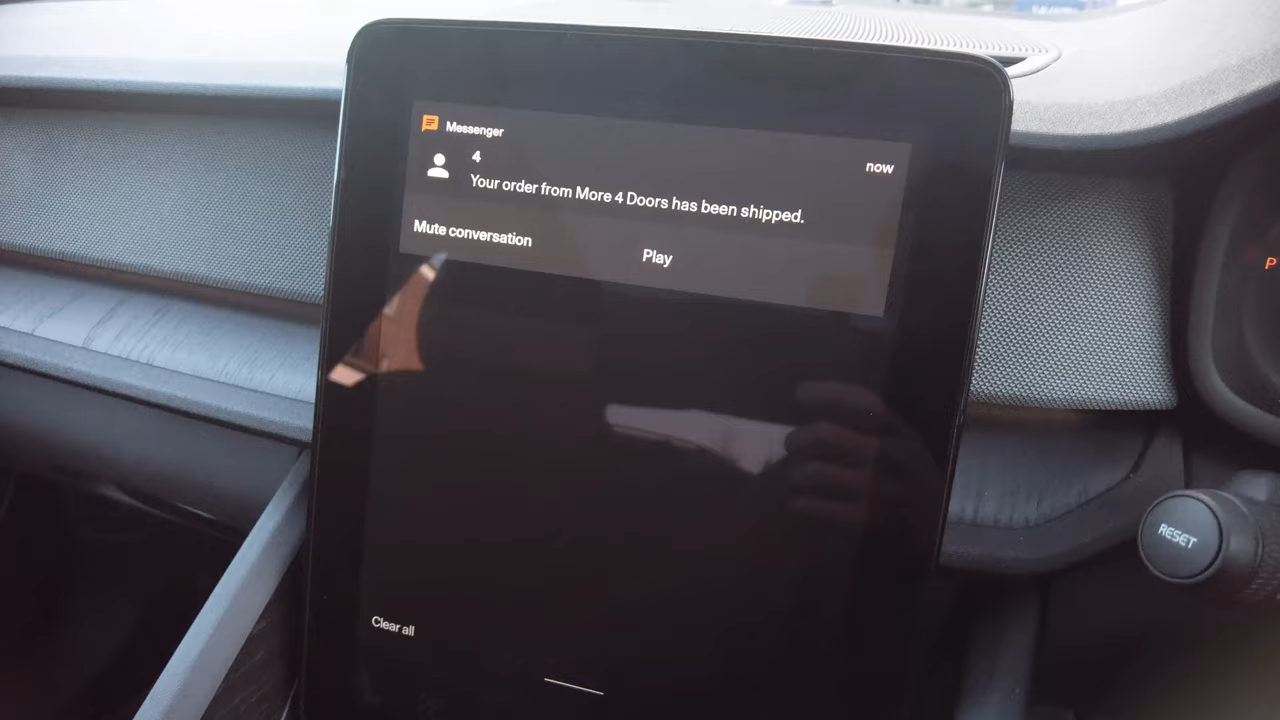 Messenger
4
now
Your order from More 4 Doors has been shipped.
Mute conversation
Play
Clear all
RESET
P